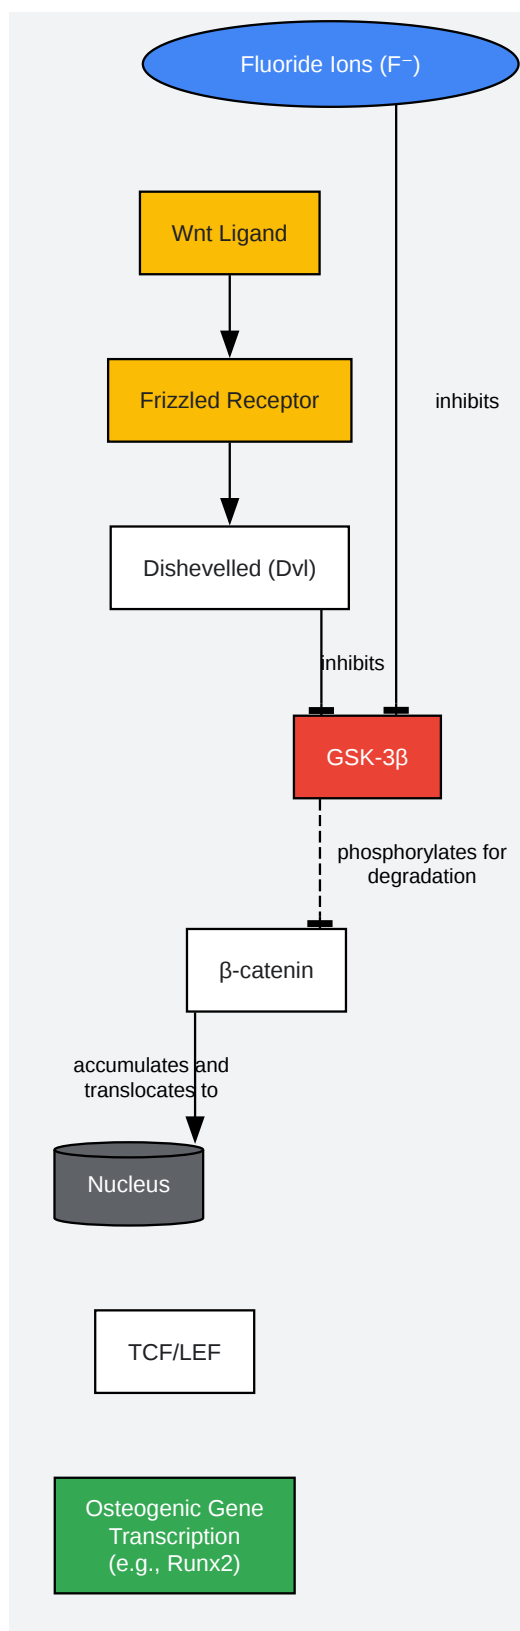 Fluoride Ions (F⁻)
Wnt Ligand
Frizzled Receptor
inhibits
Dishevelled (Dvl)
inhibits
GSK-3β
phosphorylates for
degradation
β-catenin
accumulates and
translocates to
Nucleus
TCF/LEF
Osteogenic Gene
Transcription
(e.g., Runx2)